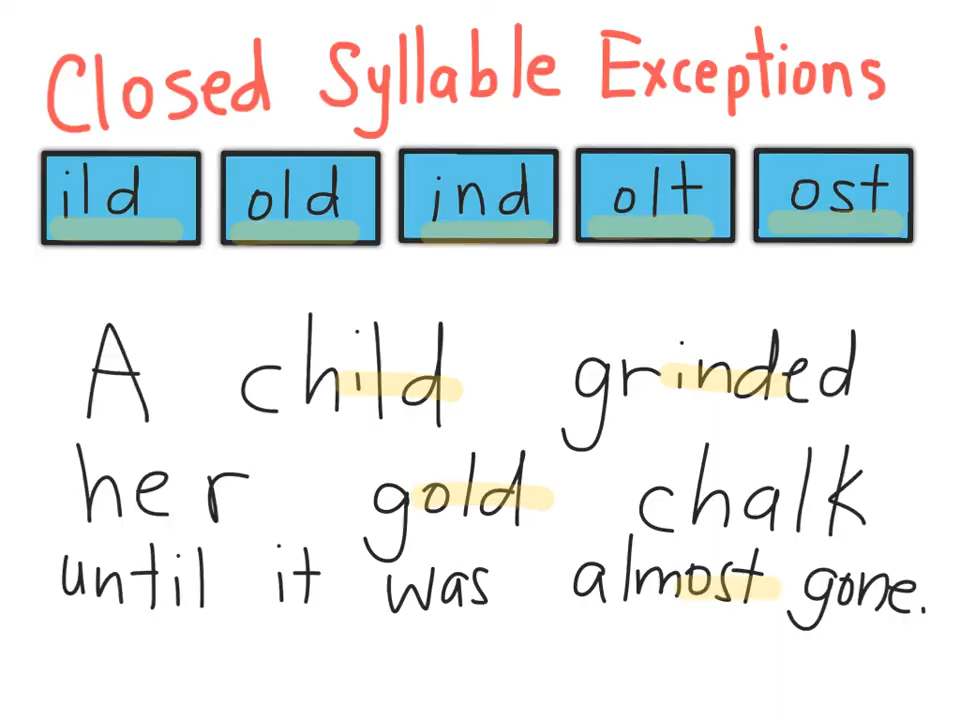 Closed Syllable Exceptions
ild old ind olt ost
A child grinded
her gold chalk
until it was almost gone.